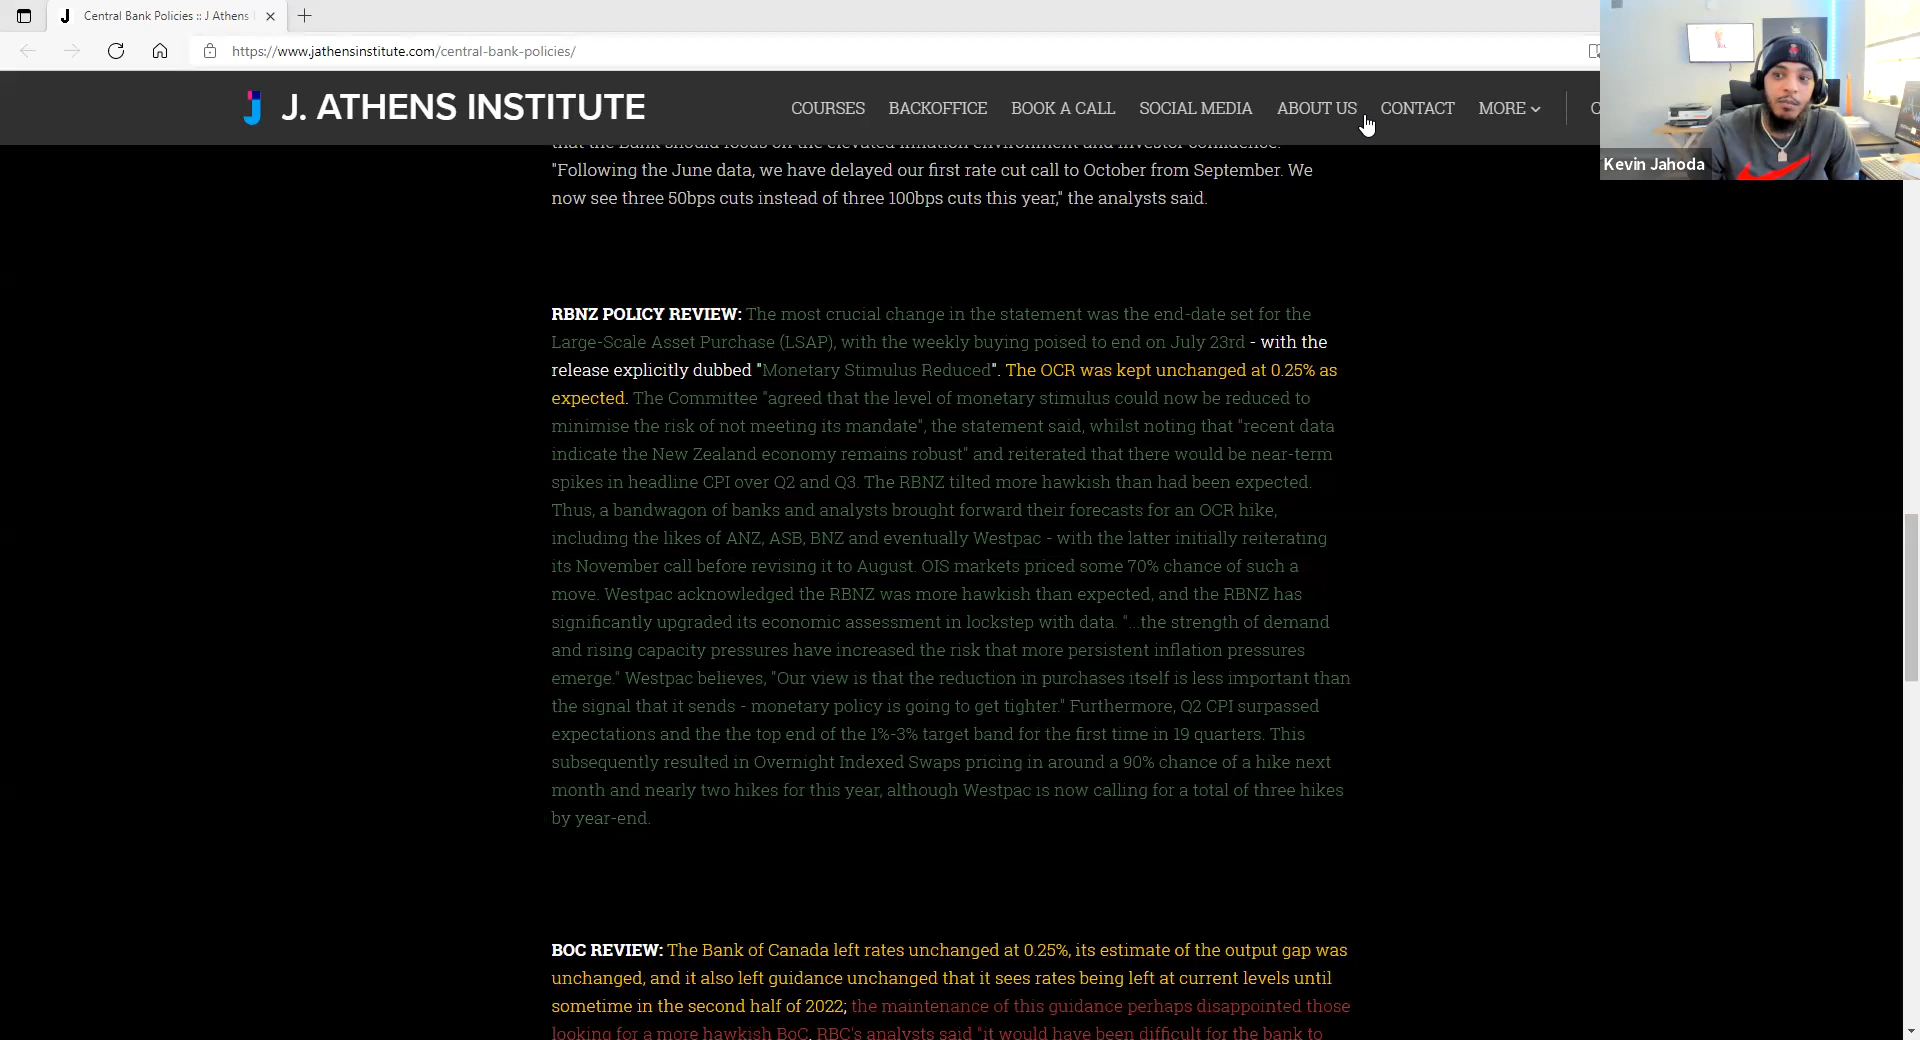 Central Bank Policies :: J Athens
https://www.jathensinstitute.com/central-bank-policies/
J. ATHENS INSTITUTE
COURSES BACKOFFICE BOOK A CALL SOCIAL MEDIA ABOUT US CONTACT MORE
Kevin Jahoda
that the Bank should focus on the elevated inflation environment and investor confidence.
"Following the June data, we have delayed our first rate cut call to October from September. We
now see three 50bps cuts instead of three 100bps cuts this year," the analysts said.
RBNZ POLICY REVIEW: The most crucial change in the statement was the end-date set for the
Large-Scale Asset Purchase (LSAP), with the weekly buying poised to end on July 23rd - with the
release explicitly dubbed "Monetary Stimulus Reduced". The OCR was kept unchanged at 0.25% as
expected. The Committee "agreed that the level of monetary stimulus could now be reduced to
minimise the risk of not meeting its mandate", the statement said, whilst noting that "recent data
indicate the New Zealand economy remains robust" and reiterated that there would be near-term
spikes in headline CPI over Q2 and Q3. The RBNZ tilted more hawkish than had been expected.
Thus, a bandwagon of banks and analysts brought forward their forecasts for an OCR hike,
including the likes of ANZ, ASB, BNZ and eventually Westpac - with the latter initially reiterating
its November call before revising it to August. OIS markets priced some 70% chance of such a
move. Westpac acknowledged the RBNZ was more hawkish than expected, and the RBNZ has
significantly upgraded its economic assessment in lockstep with data. "...the strength of demand
and rising capacity pressures have increased the risk that more persistent inflation pressures
emerge." Westpac believes, "Our view is that the reduction in purchases itself is less important than
the signal that it sends - monetary policy is going to get tighter." Furthermore, Q2 CPI surpassed
expectations and the the top end of the 1%-3% target band for the first time in 19 quarters. This
subsequently resulted in Overnight Indexed Swaps pricing in around a 90% chance of a hike next
month and nearly two hikes for this year, although Westpac is now calling for a total of three hikes
by year-end.
BOC REVIEW: The Bank of Canada left rates unchanged at 0.25%, its estimate of the output gap was
unchanged, and it also left guidance unchanged that it sees rates being left at current levels until
sometime in the second half of 2022; the maintenance of this guidance perhaps disappointed those
looking for a more hawkish BoC. RBC's analysts said "it would have been difficult for the bank to